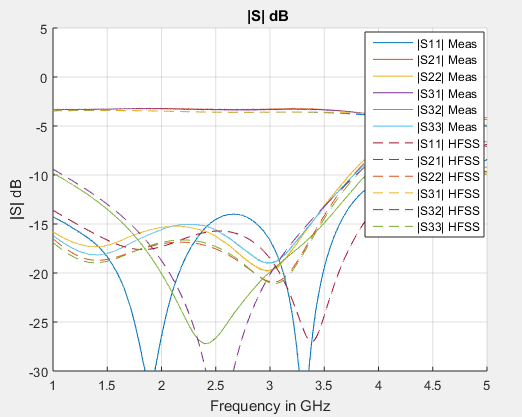 |S| dB
5
0
-5
-10
-15
-20
-25
-30
|S| dB
1
1.5
2
2.5
3
3.5
4
4.5
5
Frequency in GHz
|S11| Meas
|S21| Meas
|S22| Meas
|S31| Meas
|S32| Meas
|S33| Meas
|S11| HFSS
|S21| HFSS
|S22| HFSS
|S31| HFSS
|S32| HFSS
|S33| HFSS